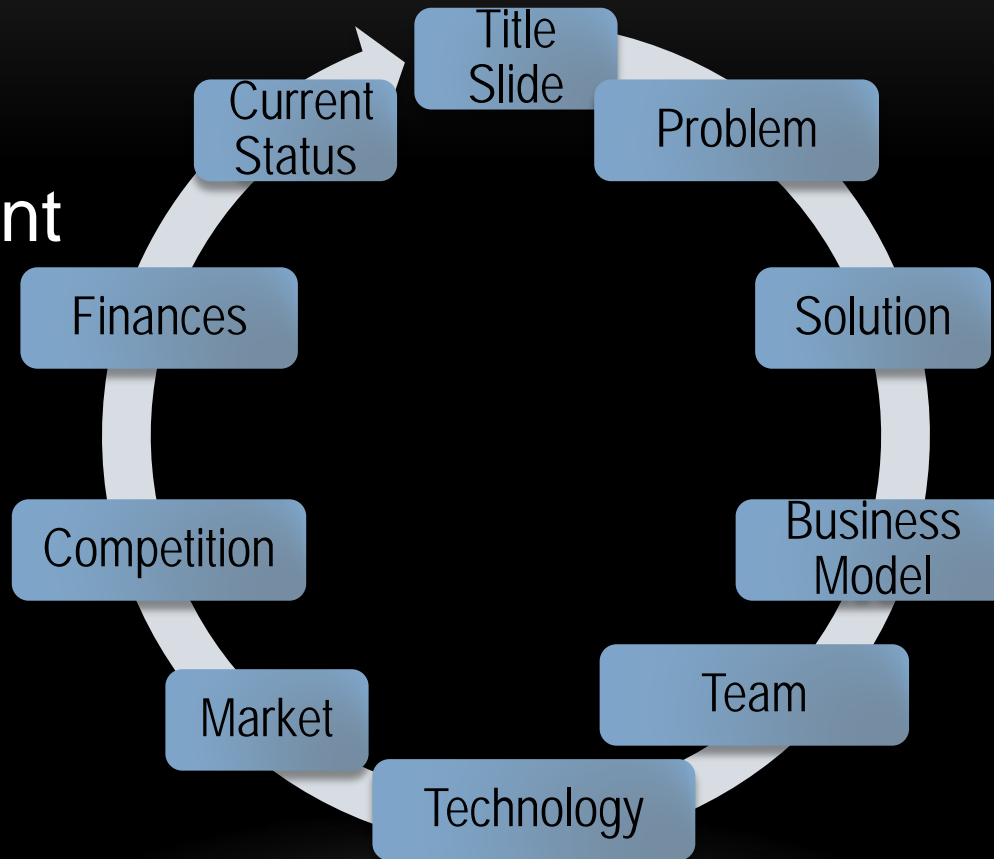 Title
Slide
Problem
Solution
Business
Model
Team
Technology
Market
Competition
Finances
Current
Status
nt